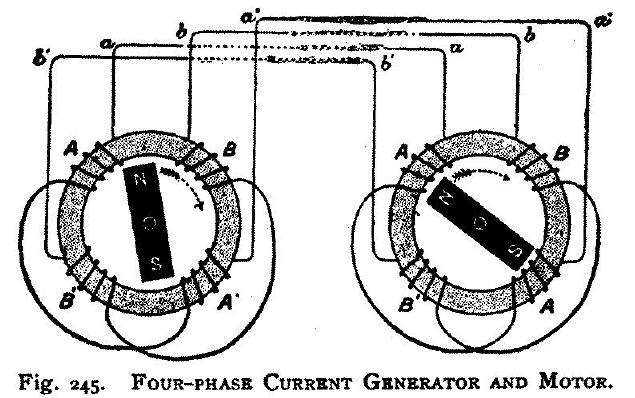 a' a'
b b
a a
b' b'
A B A B
N N
O O
S S
B' A' B' A
Fig. 245. Four-phase Current Generator and Motor.